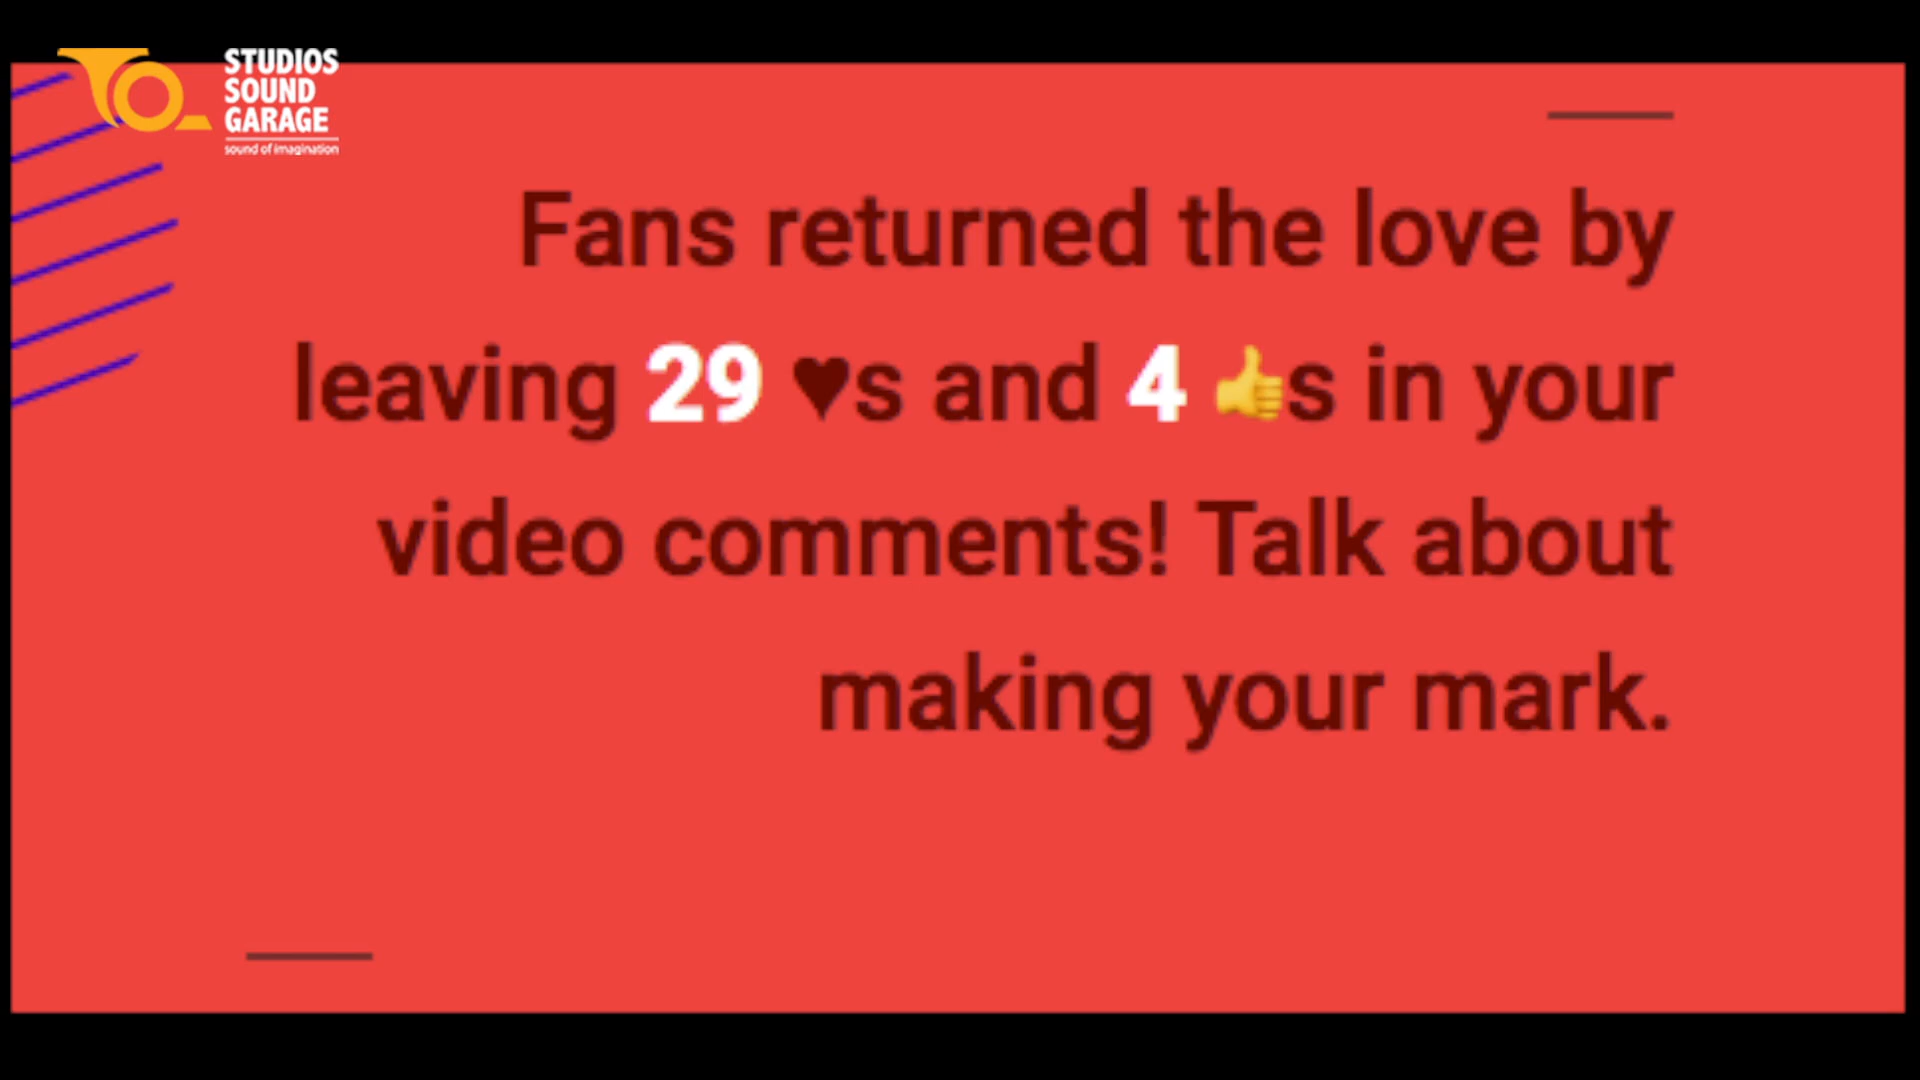 STUDIOS
SOUND
GARAGE
sound of imagination
Fans returned the love by
leaving 29 ♥s and 4 👍s in your
video comments! Talk about
making your mark.